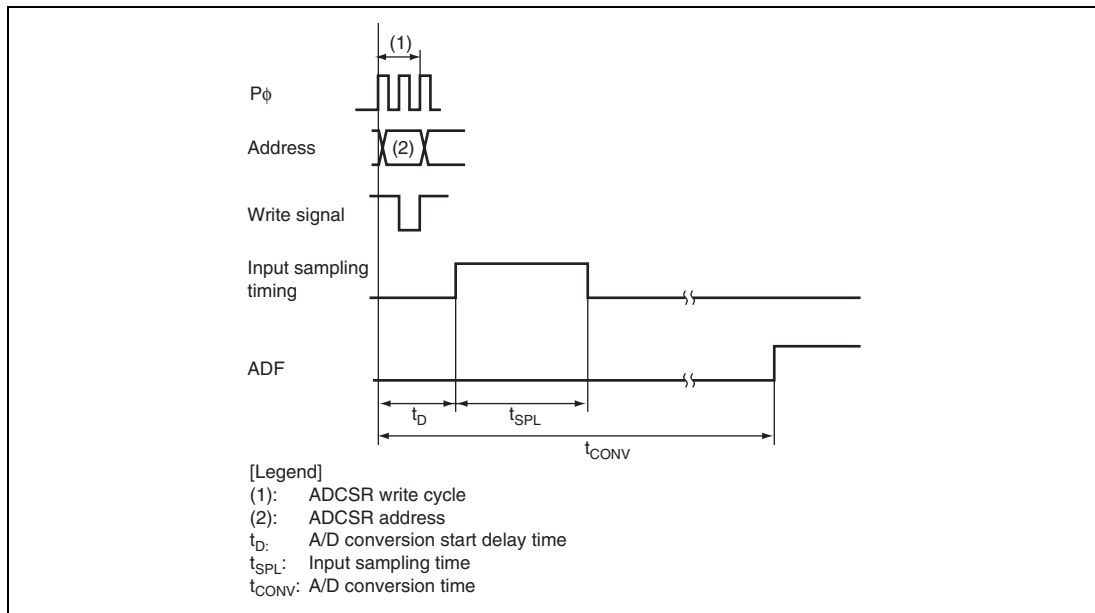 (1)
Pϕ
Address
(2)
Write signal
Input sampling
timing
ADF
tD
tSPL
tCONV
[Legend]
(1): ADCSR write cycle
(2): ADCSR address
tD: A/D conversion start delay time
tSPL: Input sampling time
tCONV: A/D conversion time